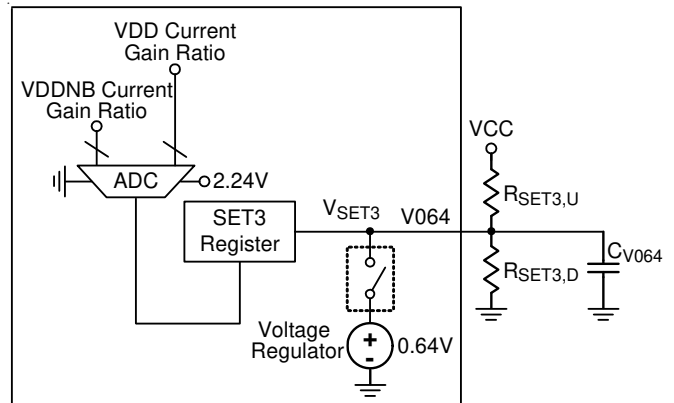 VDD Current
Gain Ratio
VDDNB Current
Gain Ratio
ADC
2.24V
SET3
Register
VSET3
V064
VCC
RSET3,U
RSET3,D
CV064
Voltage
Regulator
+
-
0.64V